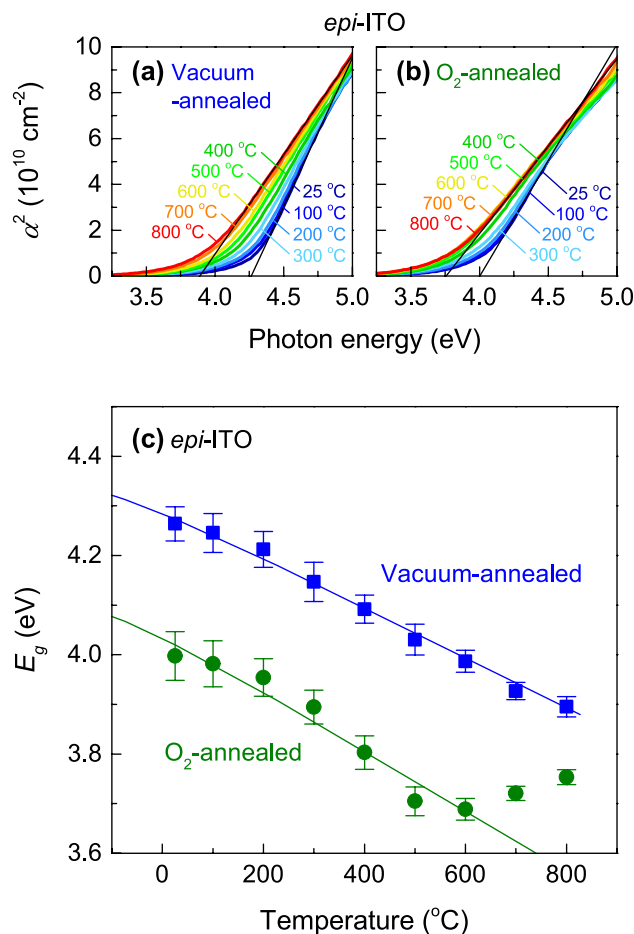 epi-ITO
(a) Vacuum
-annealed
(b) O₂-annealed
10
8
6
4
2
0
α² (10¹⁰ cm⁻²)
400 °C
500 °C
600 °C
700 °C
800 °C
25 °C
100 °C
200 °C
300 °C
400 °C
500 °C
600 °C
700 °C
800 °C
25 °C
100 °C
200 °C
300 °C
3.5 4.0 4.5 5.0
3.5 4.0 4.5 5.0
Photon energy (eV)
(c) epi-ITO
4.4
4.2
4.0
3.8
3.6
E_g (eV)
Vacuum-annealed
O₂-annealed
0 200 400 600 800
Temperature (°C)